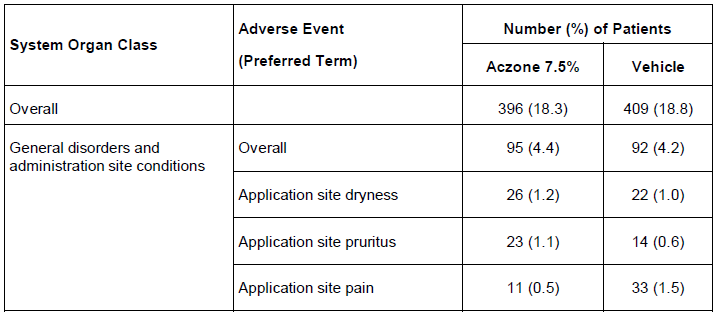 System Organ Class
Adverse Event
(Preferred Term)
Number (%) of Patients
Aczone 7.5%
Vehicle
Overall
396 (18.3)
409 (18.8)
General disorders and
administration site conditions
Overall
95 (4.4)
92 (4.2)
Application site dryness
26 (1.2)
22 (1.0)
Application site pruritus
23 (1.1)
14 (0.6)
Application site pain
11 (0.5)
33 (1.5)